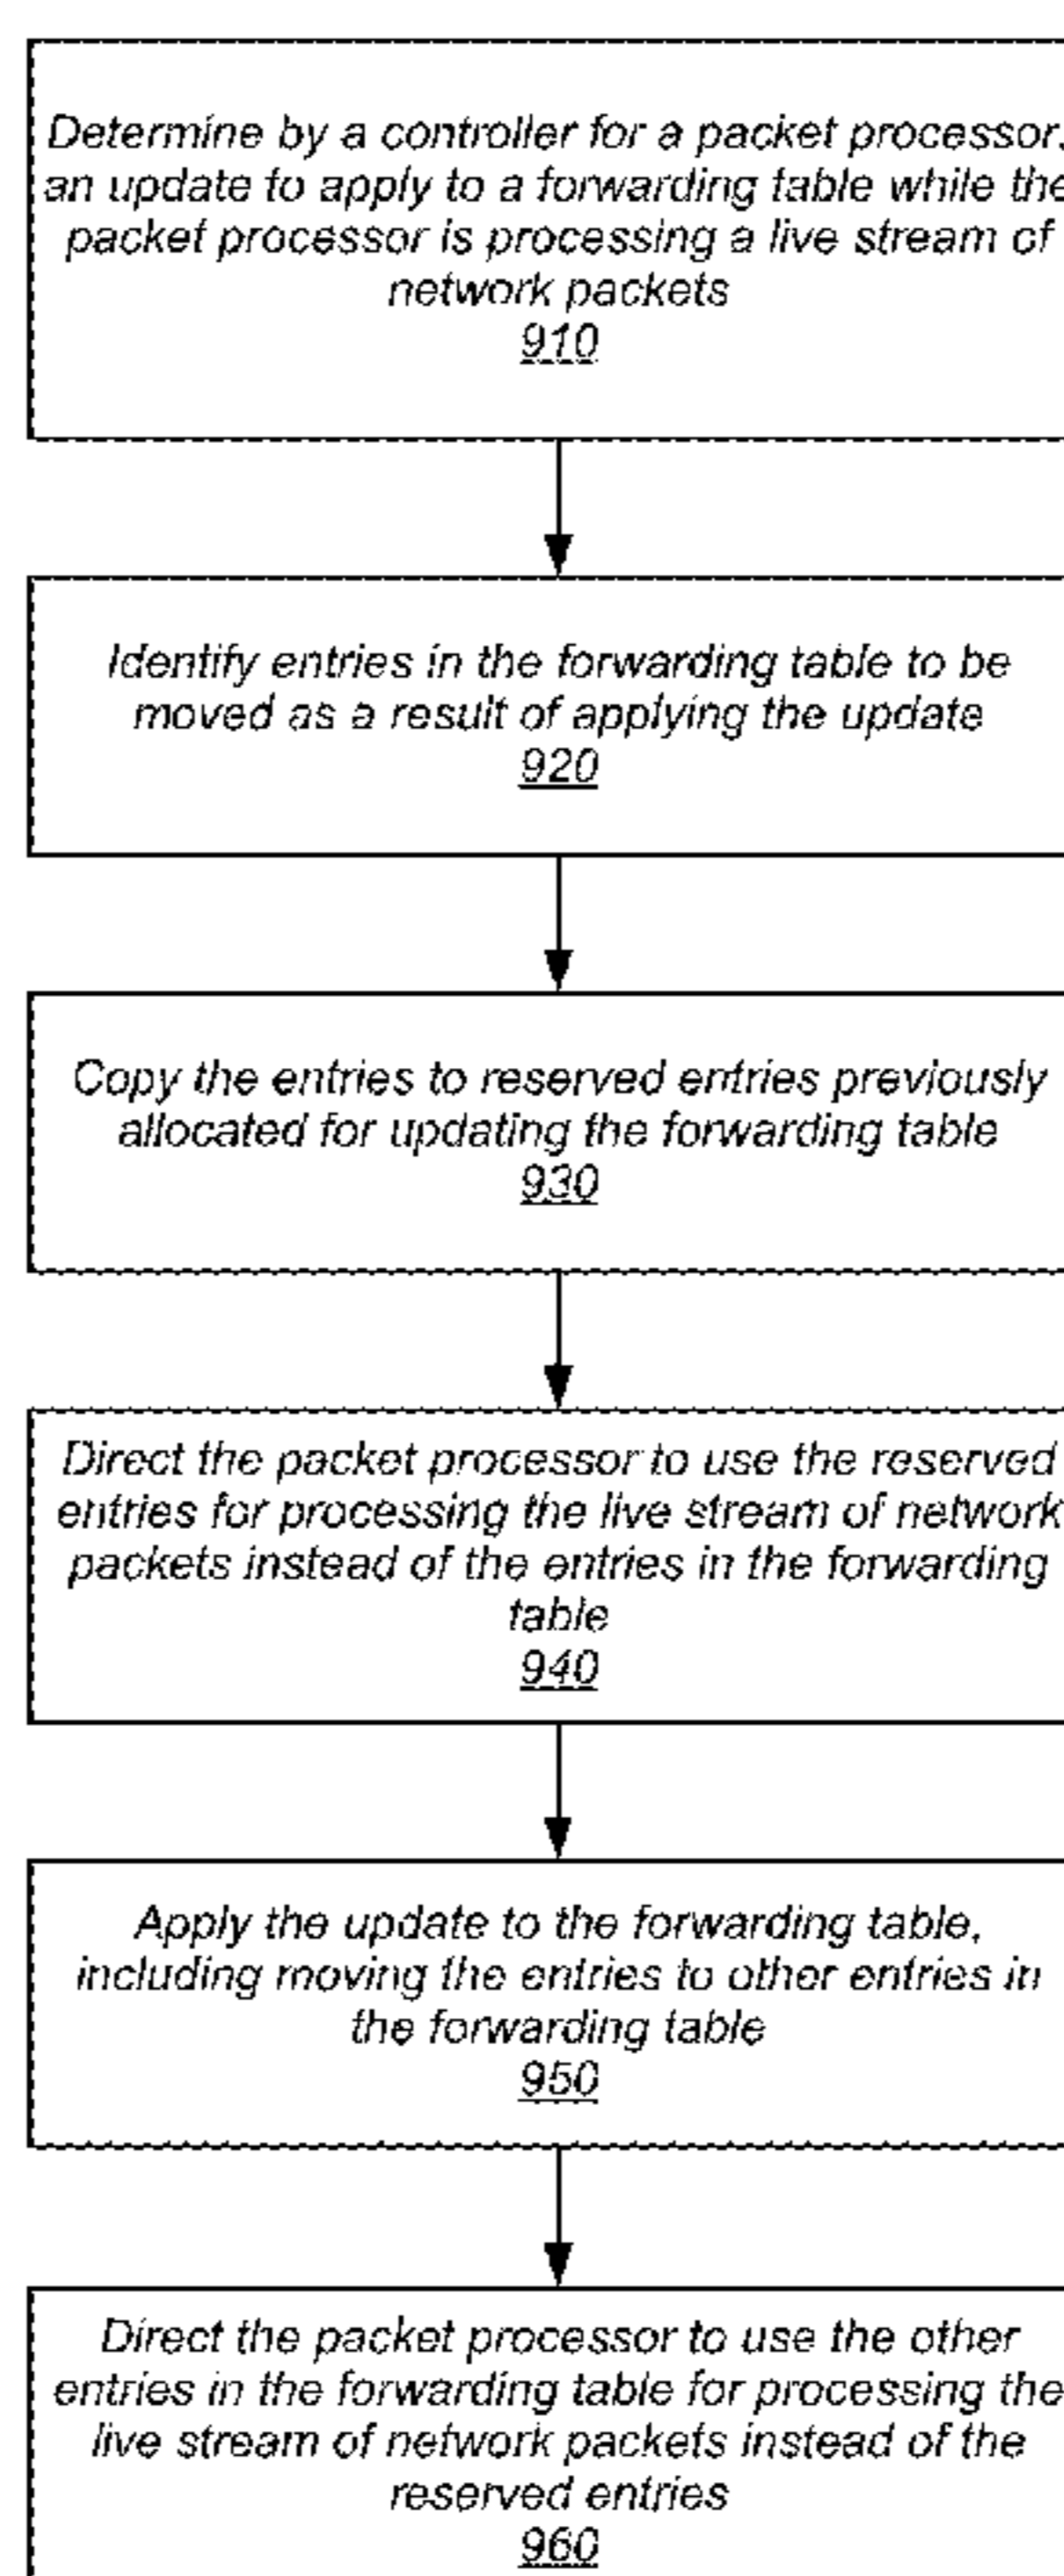 Determine by a controller for a packet processor,
an update to apply to a forwarding table while the
packet processor is processing a live stream of
network packets
910
Identify entries in the forwarding table to be
moved as a result of applying the update
920
Copy the entries to reserved entries previously
allocated for updating the forwarding table
930
Direct the packet processor to use the reserved
entries for processing the live stream of network
packets instead of the entries in the forwarding
table
940
Apply the update to the forwarding table,
including moving the entries to other entries in
the forwarding table
950
Direct the packet processor to use the other
entries in the forwarding table for processing the
live stream of network packets instead of the
reserved entries
960